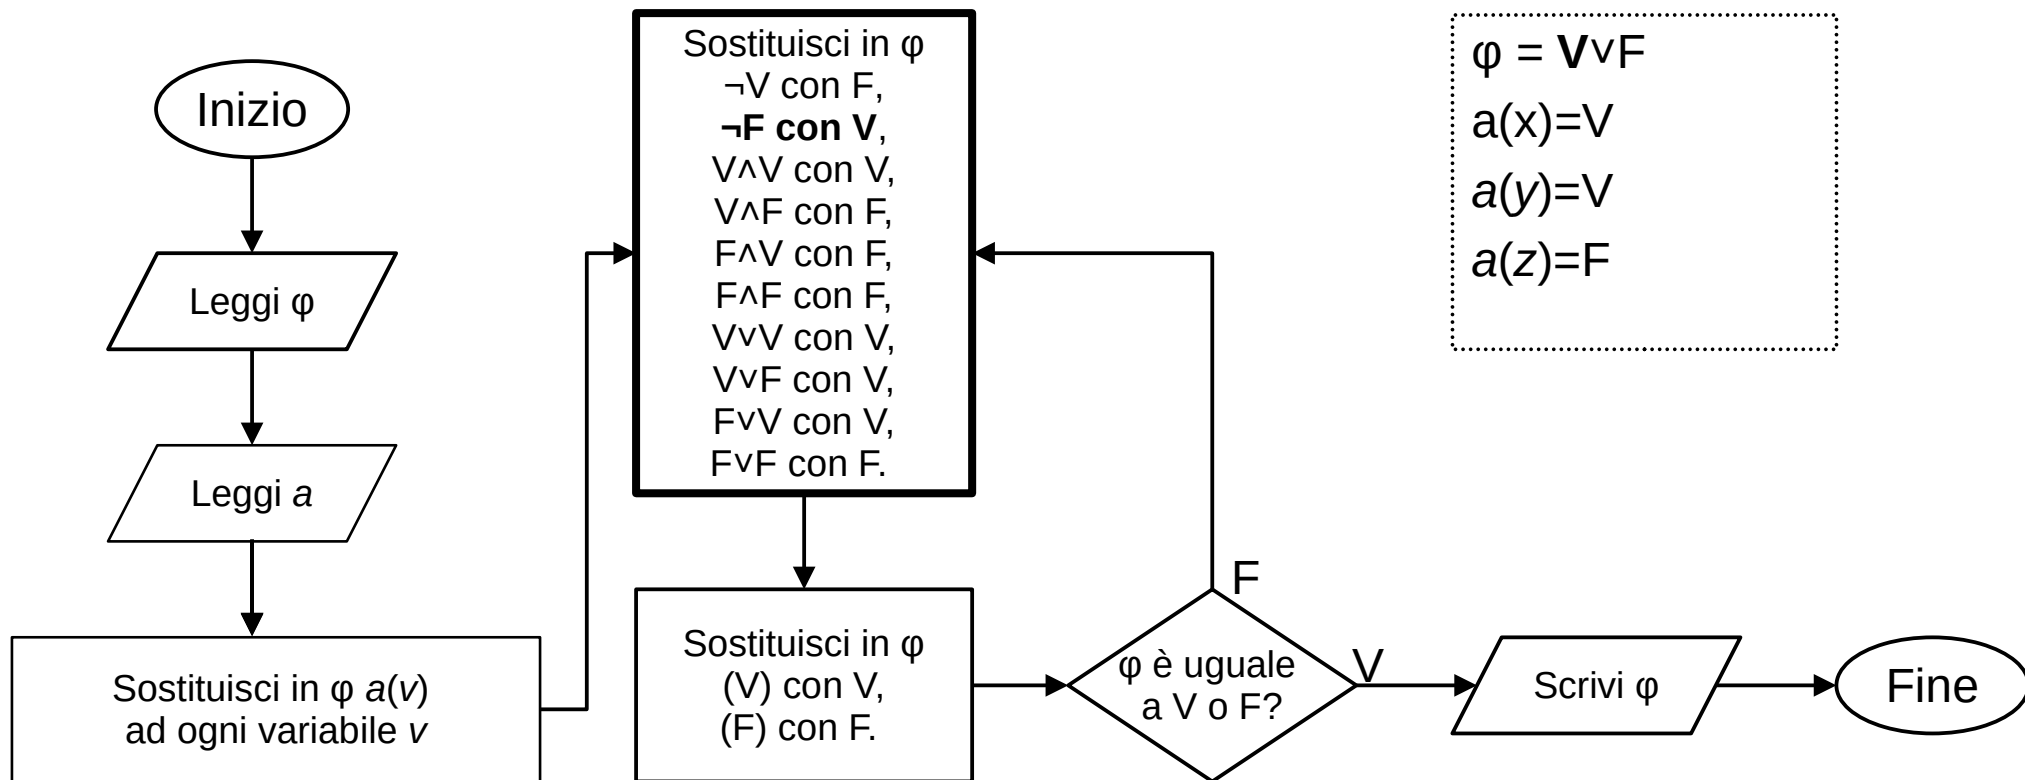 Inizio
Leggi φ
Leggi a
Sostituisci in φ a(v)
ad ogni variabile v
Sostituisci in φ
¬V con F,
¬F con V,
V∧V con V,
V∧F con F,
F∧V con F,
F∧F con F,
V∨V con V,
V∨F con V,
F∨V con V,
F∨F con F.
Sostituisci in φ
(V) con V,
(F) con F.
φ è uguale
a V o F?
F
V
Scrivi φ
Fine
φ = V∨F
a(x)=V
a(y)=V
a(z)=F